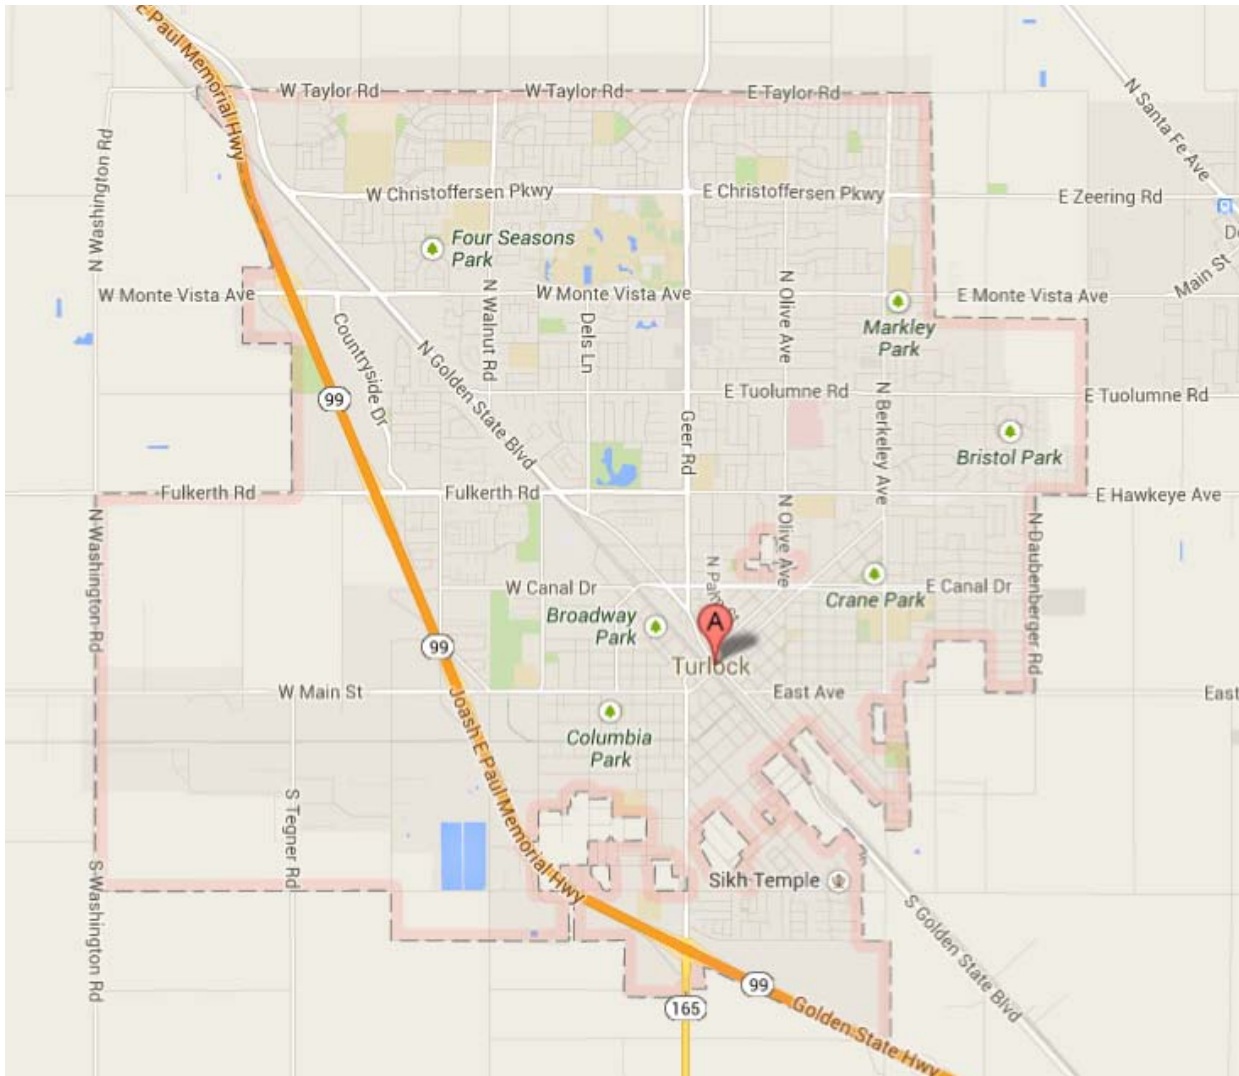 E Paul Memorial Hwy
W Taylor Rd
W Taylor Rd
E Taylor Rd
N Santa Fe Ave
N Washington Rd
W Christoffersen Pkwy
E Christoffersen Pkwy
E Zeering Rd
Four Seasons
Park
Main St
W Monte Vista Ave
N Walnut Rd
W Monte Vista Ave
N Olive Ave
E Monte Vista Ave
Markley
Park
Countryside Dr
Dels Ln
N Golden State Blvd
99
E Tuolumne Rd
N Berkeley Ave
E Tuolumne Rd
Geer Rd
Bristol Park
Fulkerth Rd
Fulkerth Rd
E Hawkeye Ave
N Washington Rd
N Olive Ave
N Daubenberger Rd
W Canal Dr
E Canal Dr
Crane Park
Broadway
Park
A
99
Turlock
W Main St
East Ave
East
Joash E Paul Memorial Hwy
Columbia
Park
S Tegner Rd
S Washington Rd
Sikh Temple
S Golden State Blvd
99
165
Golden State Hwy